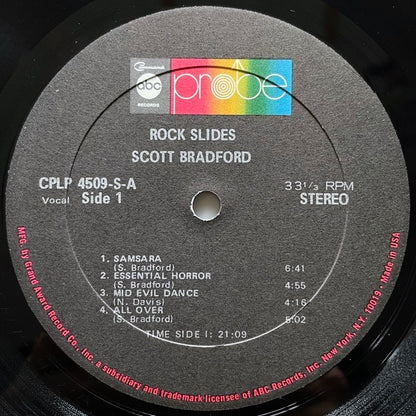 Command
abc
RECORDS
probe
ROCK SLIDES
SCOTT BRADFORD
CPLP 4509-S-A
Vocal Side 1
33 1/3 RPM
STEREO
1. SAMSARA
(S. Bradford) 6:41
2. ESSENTIAL HORROR
(S. Bradford) 4:55
3. MID EVIL DANCE
(N. Davis) 4:16
4. ALL OVER
(S. Bradford) 5:02
TIME SIDE I: 21:09
MFG. by Grand Award Record Co., Inc. a subsidiary and trademark licensee of ABC Records, Inc. New York, N.Y. 10019 • Made in USA